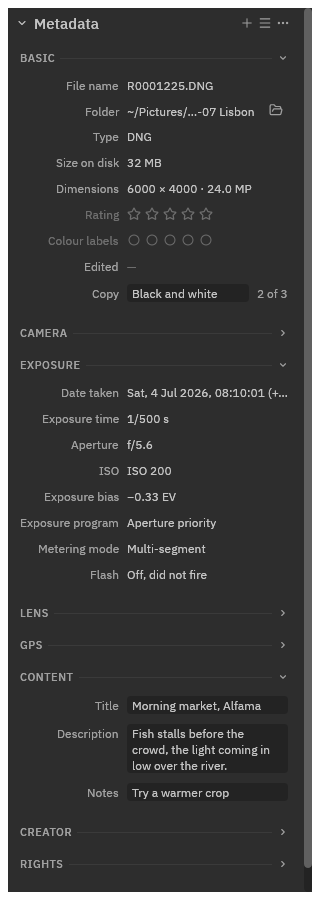 Metadata
BASIC
File name R0001225.DNG
Folder ~/Pictures/...-07 Lisbon
Type DNG
Size on disk 32 MB
Dimensions 6000 × 4000 · 24.0 MP
Rating
Colour labels
Edited —
Copy Black and white 2 of 3
CAMERA
EXPOSURE
Date taken Sat, 4 Jul 2026, 08:10:01 (+...
Exposure time 1/500 s
Aperture f/5.6
ISO ISO 200
Exposure bias −0.33 EV
Exposure program Aperture priority
Metering mode Multi-segment
Flash Off, did not fire
LENS
GPS
CONTENT
Title Morning market, Alfama
Description Fish stalls before the
crowd, the light coming in
low over the river.
Notes Try a warmer crop
CREATOR
RIGHTS